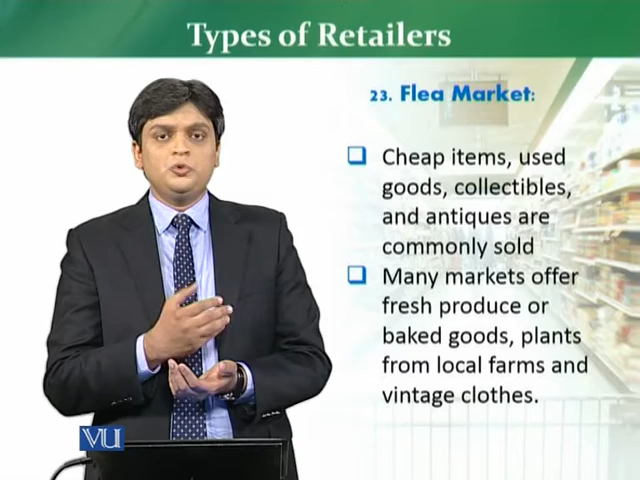 Types of Retailers
23. Flea Market:
Cheap items, used
goods, collectibles,
and antiques are
commonly sold
Many markets offer
fresh produce or
baked goods, plants
from local farms and
vintage clothes.
VU